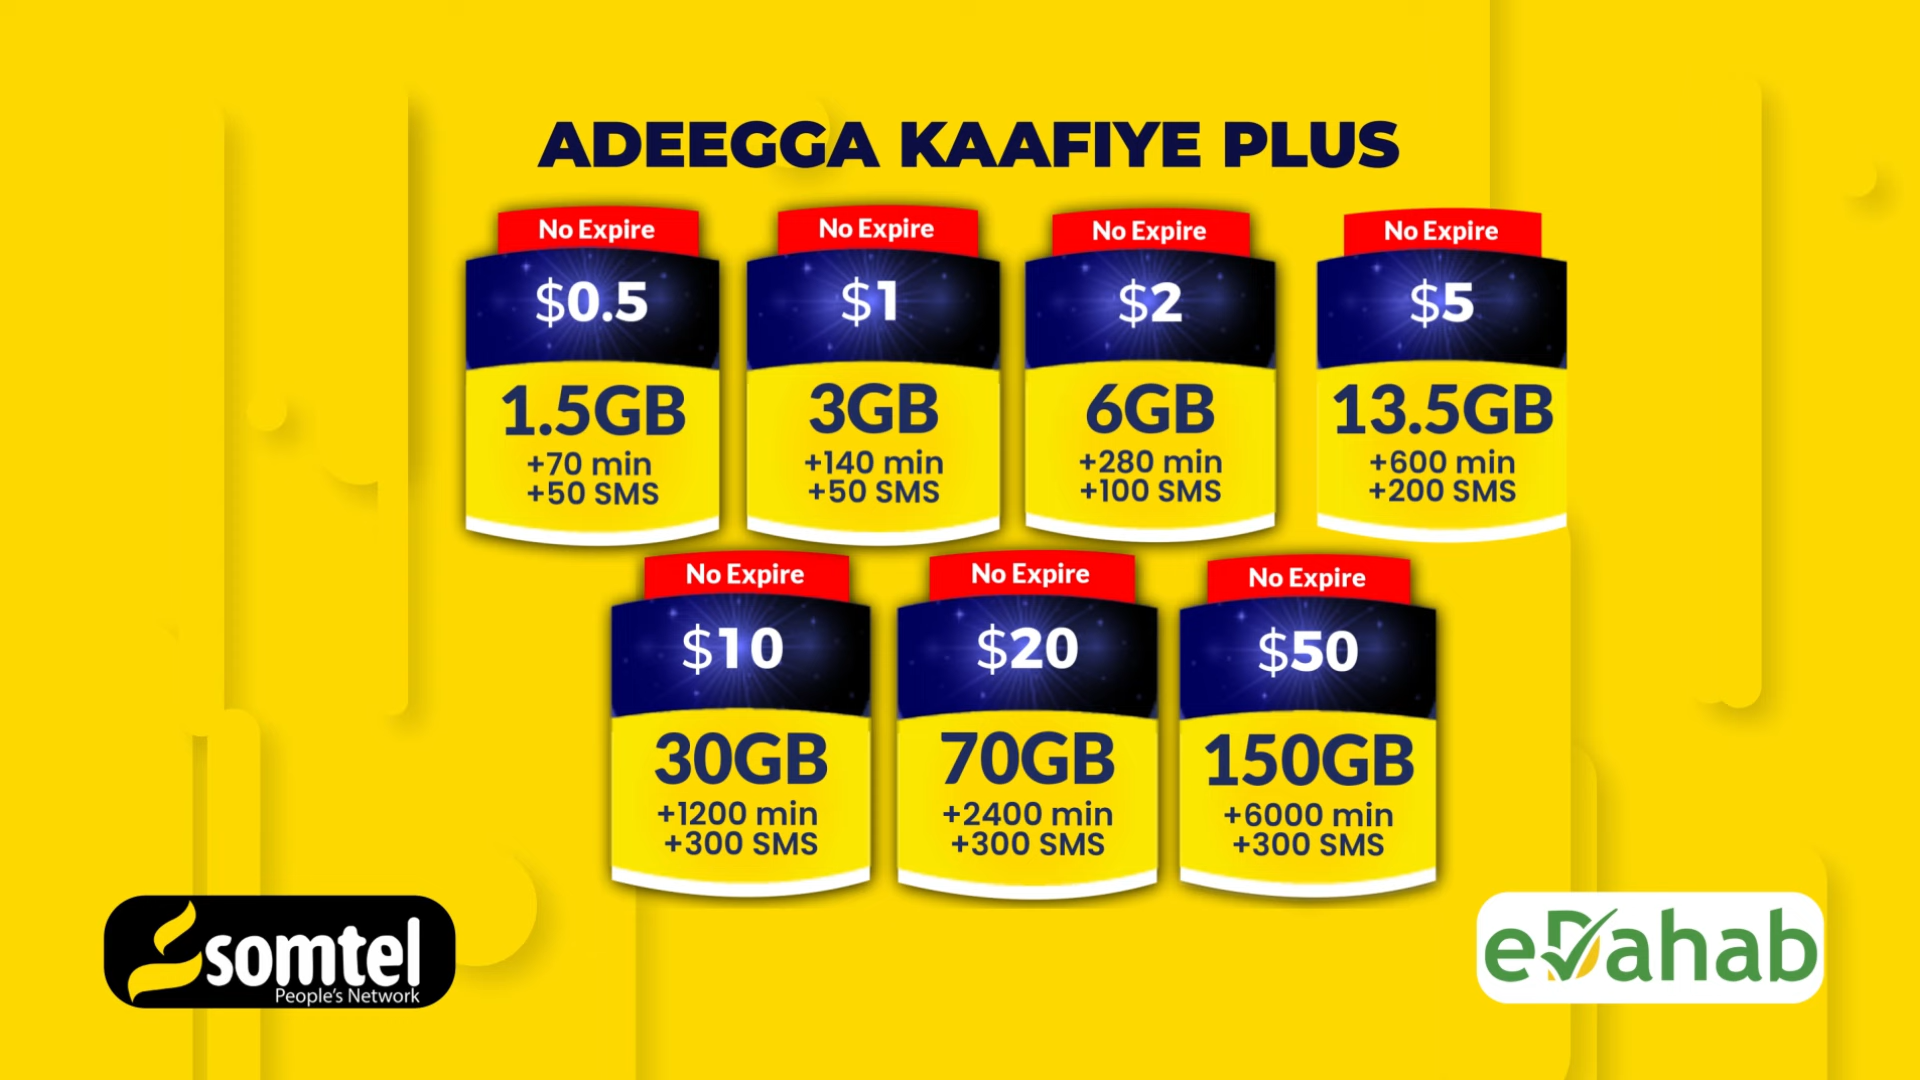 ADEEGGA KAAFIYE PLUS
No Expire
$0.5
1.5GB
+70 min
+50 SMS
No Expire
$1
3GB
+140 min
+50 SMS
No Expire
$2
6GB
+280 min
+100 SMS
No Expire
$5
13.5GB
+600 min
+200 SMS
No Expire
$10
30GB
+1200 min
+300 SMS
No Expire
$20
70GB
+2400 min
+300 SMS
No Expire
$50
150GB
+6000 min
+300 SMS
somtel
People's Network
eDahab